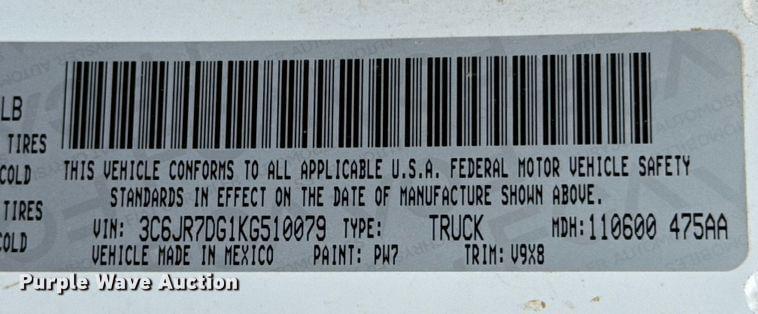 LB
TIRES
COLD
TIRES
COLD
THIS VEHICLE CONFORMS TO ALL APPLICABLE U.S.A. FEDERAL MOTOR VEHICLE SAFETY
STANDARDS IN EFFECT ON THE DATE OF MANUFACTURE SHOWN ABOVE.
VIN: 3C6JR7DG1KG510079 TYPE: TRUCK MDH: 110600 475AA
VEHICLE MADE IN MEXICO PAINT: PW7 TRIM: V9X8
Purple Wave Auction